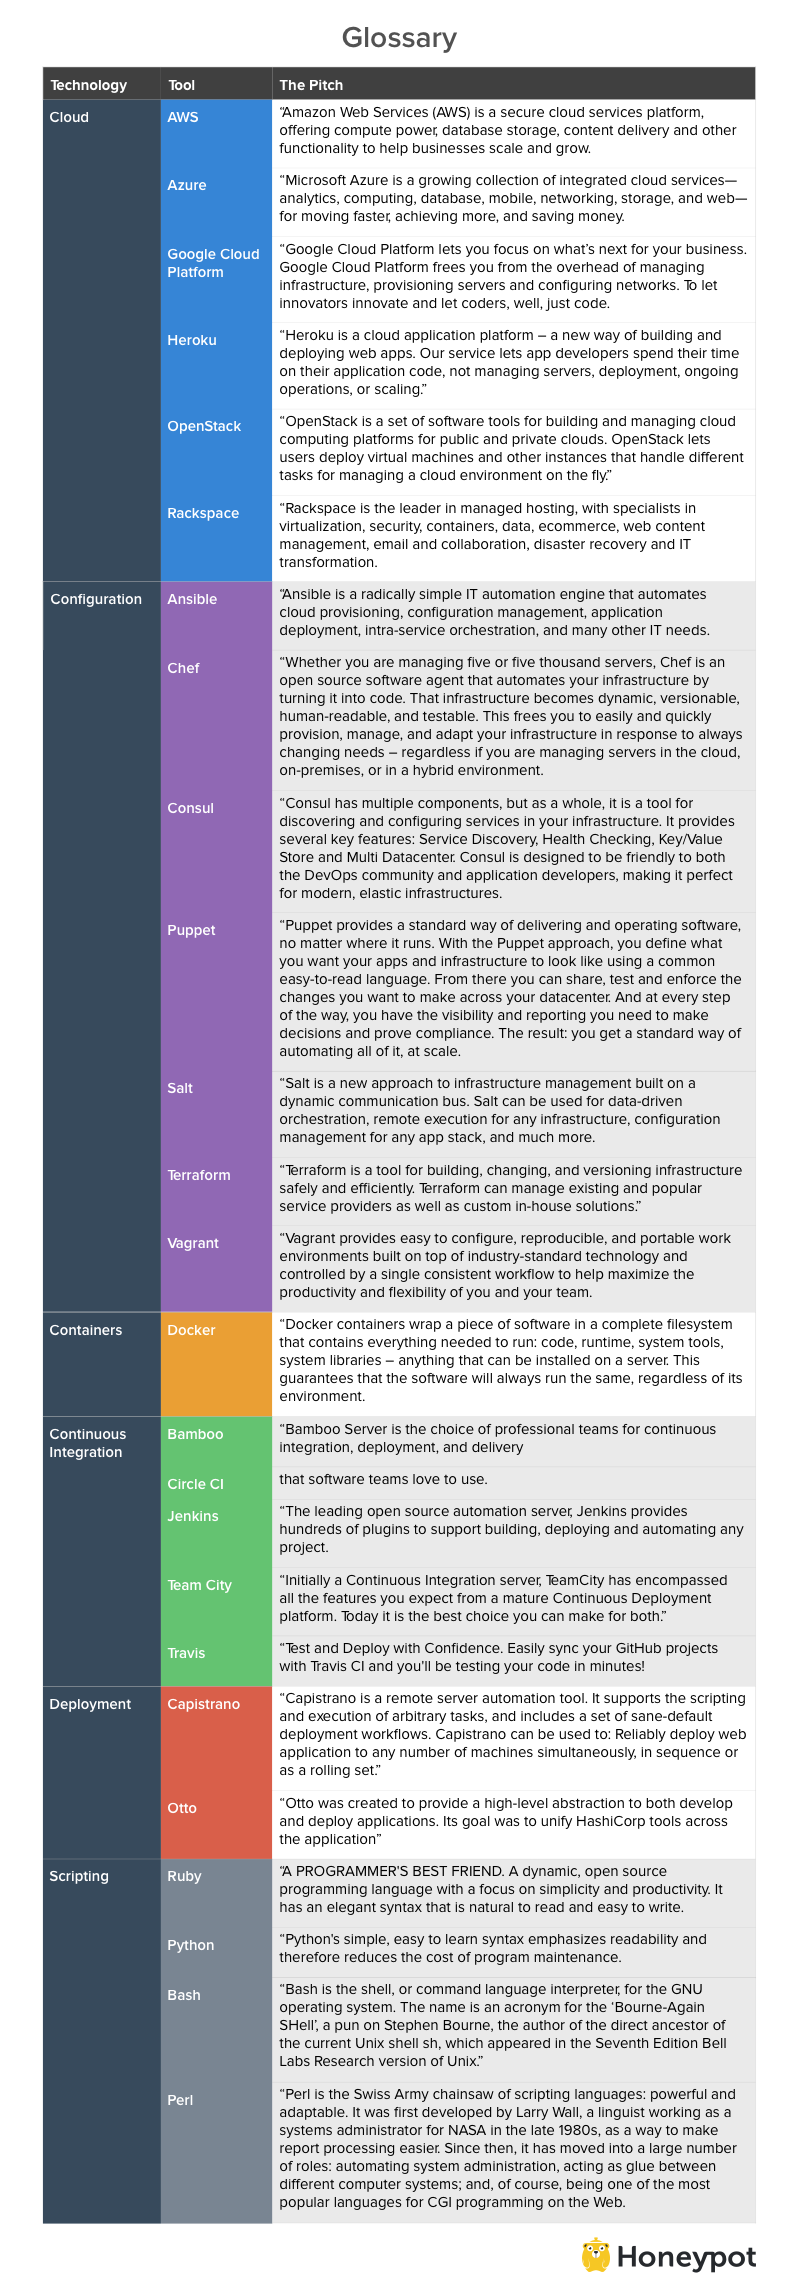 Glossary
Technology Tool The Pitch
Cloud AWS “Amazon Web Services (AWS) is a secure cloud services platform,
offering compute power, database storage, content delivery and other
functionality to help businesses scale and grow.
Azure “Microsoft Azure is a growing collection of integrated cloud services—
analytics, computing, database, mobile, networking, storage, and web—
for moving faster, achieving more, and saving money.
Google Cloud
Platform
“Google Cloud Platform lets you focus on what's next for your business.
Google Cloud Platform frees you from the overhead of managing
infrastructure, provisioning servers and configuring networks. To let
innovators innovate and let coders, well, just code.
Heroku “Heroku is a cloud application platform – a new way of building and
deploying web apps. Our service lets app developers spend their time
on their application code, not managing servers, deployment, ongoing
operations, or scaling.”
OpenStack “OpenStack is a set of software tools for building and managing cloud
computing platforms for public and private clouds. OpenStack lets
users deploy virtual machines and other instances that handle different
tasks for managing a cloud environment on the fly.”
Rackspace “Rackspace is the leader in managed hosting, with specialists in
virtualization, security, containers, data, ecommerce, web content
management, email and collaboration, disaster recovery and IT
transformation.
Configuration Ansible “Ansible is a radically simple IT automation engine that automates
cloud provisioning, configuration management, application
deployment, intra-service orchestration, and many other IT needs.
Chef “Whether you are managing five or five thousand servers, Chef is an
open source software agent that automates your infrastructure by
turning it into code. That infrastructure becomes dynamic, versionable,
human-readable, and testable. This frees you to easily and quickly
provision, manage, and adapt your infrastructure in response to always
changing needs – regardless if you are managing servers in the cloud,
on-premises, or in a hybrid environment.
Consul “Consul has multiple components, but as a whole, it is a tool for
discovering and configuring services in your infrastructure. It provides
several key features: Service Discovery, Health Checking, Key/Value
Store and Multi Datacenter. Consul is designed to be friendly to both
the DevOps community and application developers, making it perfect
for modern, elastic infrastructures.
Puppet “Puppet provides a standard way of delivering and operating software,
no matter where it runs. With the Puppet approach, you define what
you want your apps and infrastructure to look like using a common
easy-to-read language. From there you can share, test and enforce the
changes you want to make across your datacenter. And at every step
of the way, you have the visibility and reporting you need to make
decisions and prove compliance. The result: you get a standard way of
automating all of it, at scale.
Salt “Salt is a new approach to infrastructure management built on a
dynamic communication bus. Salt can be used for data-driven
orchestration, remote execution for any infrastructure, configuration
management for any app stack, and much more.
Terraform “Terraform is a tool for building, changing, and versioning infrastructure
safely and efficiently. Terraform can manage existing and popular
service providers as well as custom in-house solutions.”
Vagrant “Vagrant provides easy to configure, reproducible, and portable work
environments built on top of industry-standard technology and
controlled by a single consistent workflow to help maximize the
productivity and flexibility of you and your team.
Containers Docker “Docker containers wrap a piece of software in a complete filesystem
that contains everything needed to run: code, runtime, system tools,
system libraries – anything that can be installed on a server. This
guarantees that the software will always run the same, regardless of its
environment.
Continuous
Integration
Bamboo “Bamboo Server is the choice of professional teams for continuous
integration, deployment, and delivery
Circle CI that software teams love to use.
Jenkins “The leading open source automation server, Jenkins provides
hundreds of plugins to support building, deploying and automating any
project.
Team City “Initially a Continuous Integration server, TeamCity has encompassed
all the features you expect from a mature Continuous Deployment
platform. Today it is the best choice you can make for both.”
Travis “Test and Deploy with Confidence. Easily sync your GitHub projects
with Travis CI and you'll be testing your code in minutes!
Deployment Capistrano “Capistrano is a remote server automation tool. It supports the scripting
and execution of arbitrary tasks, and includes a set of sane-default
deployment workflows. Capistrano can be used to: Reliably deploy web
application to any number of machines simultaneously, in sequence or
as a rolling set.”
Otto “Otto was created to provide a high-level abstraction to both develop
and deploy applications. Its goal was to unify HashiCorp tools across
the application”
Scripting Ruby “A PROGRAMMER'S BEST FRIEND. A dynamic, open source
programming language with a focus on simplicity and productivity. It
has an elegant syntax that is natural to read and easy to write.
Python “Python's simple, easy to learn syntax emphasizes readability and
therefore reduces the cost of program maintenance.
Bash “Bash is the shell, or command language interpreter, for the GNU
operating system. The name is an acronym for the ‘Bourne-Again
SHell’, a pun on Stephen Bourne, the author of the direct ancestor of
the current Unix shell sh, which appeared in the Seventh Edition Bell
Labs Research version of Unix.”
Perl “Perl is the Swiss Army chainsaw of scripting languages: powerful and
adaptable. It was first developed by Larry Wall, a linguist working as a
systems administrator for NASA in the late 1980s, as a way to make
report processing easier. Since then, it has moved into a large number
of roles: automating system administration, acting as glue between
different computer systems; and, of course, being one of the most
popular languages for CGI programming on the Web.
Honeypot